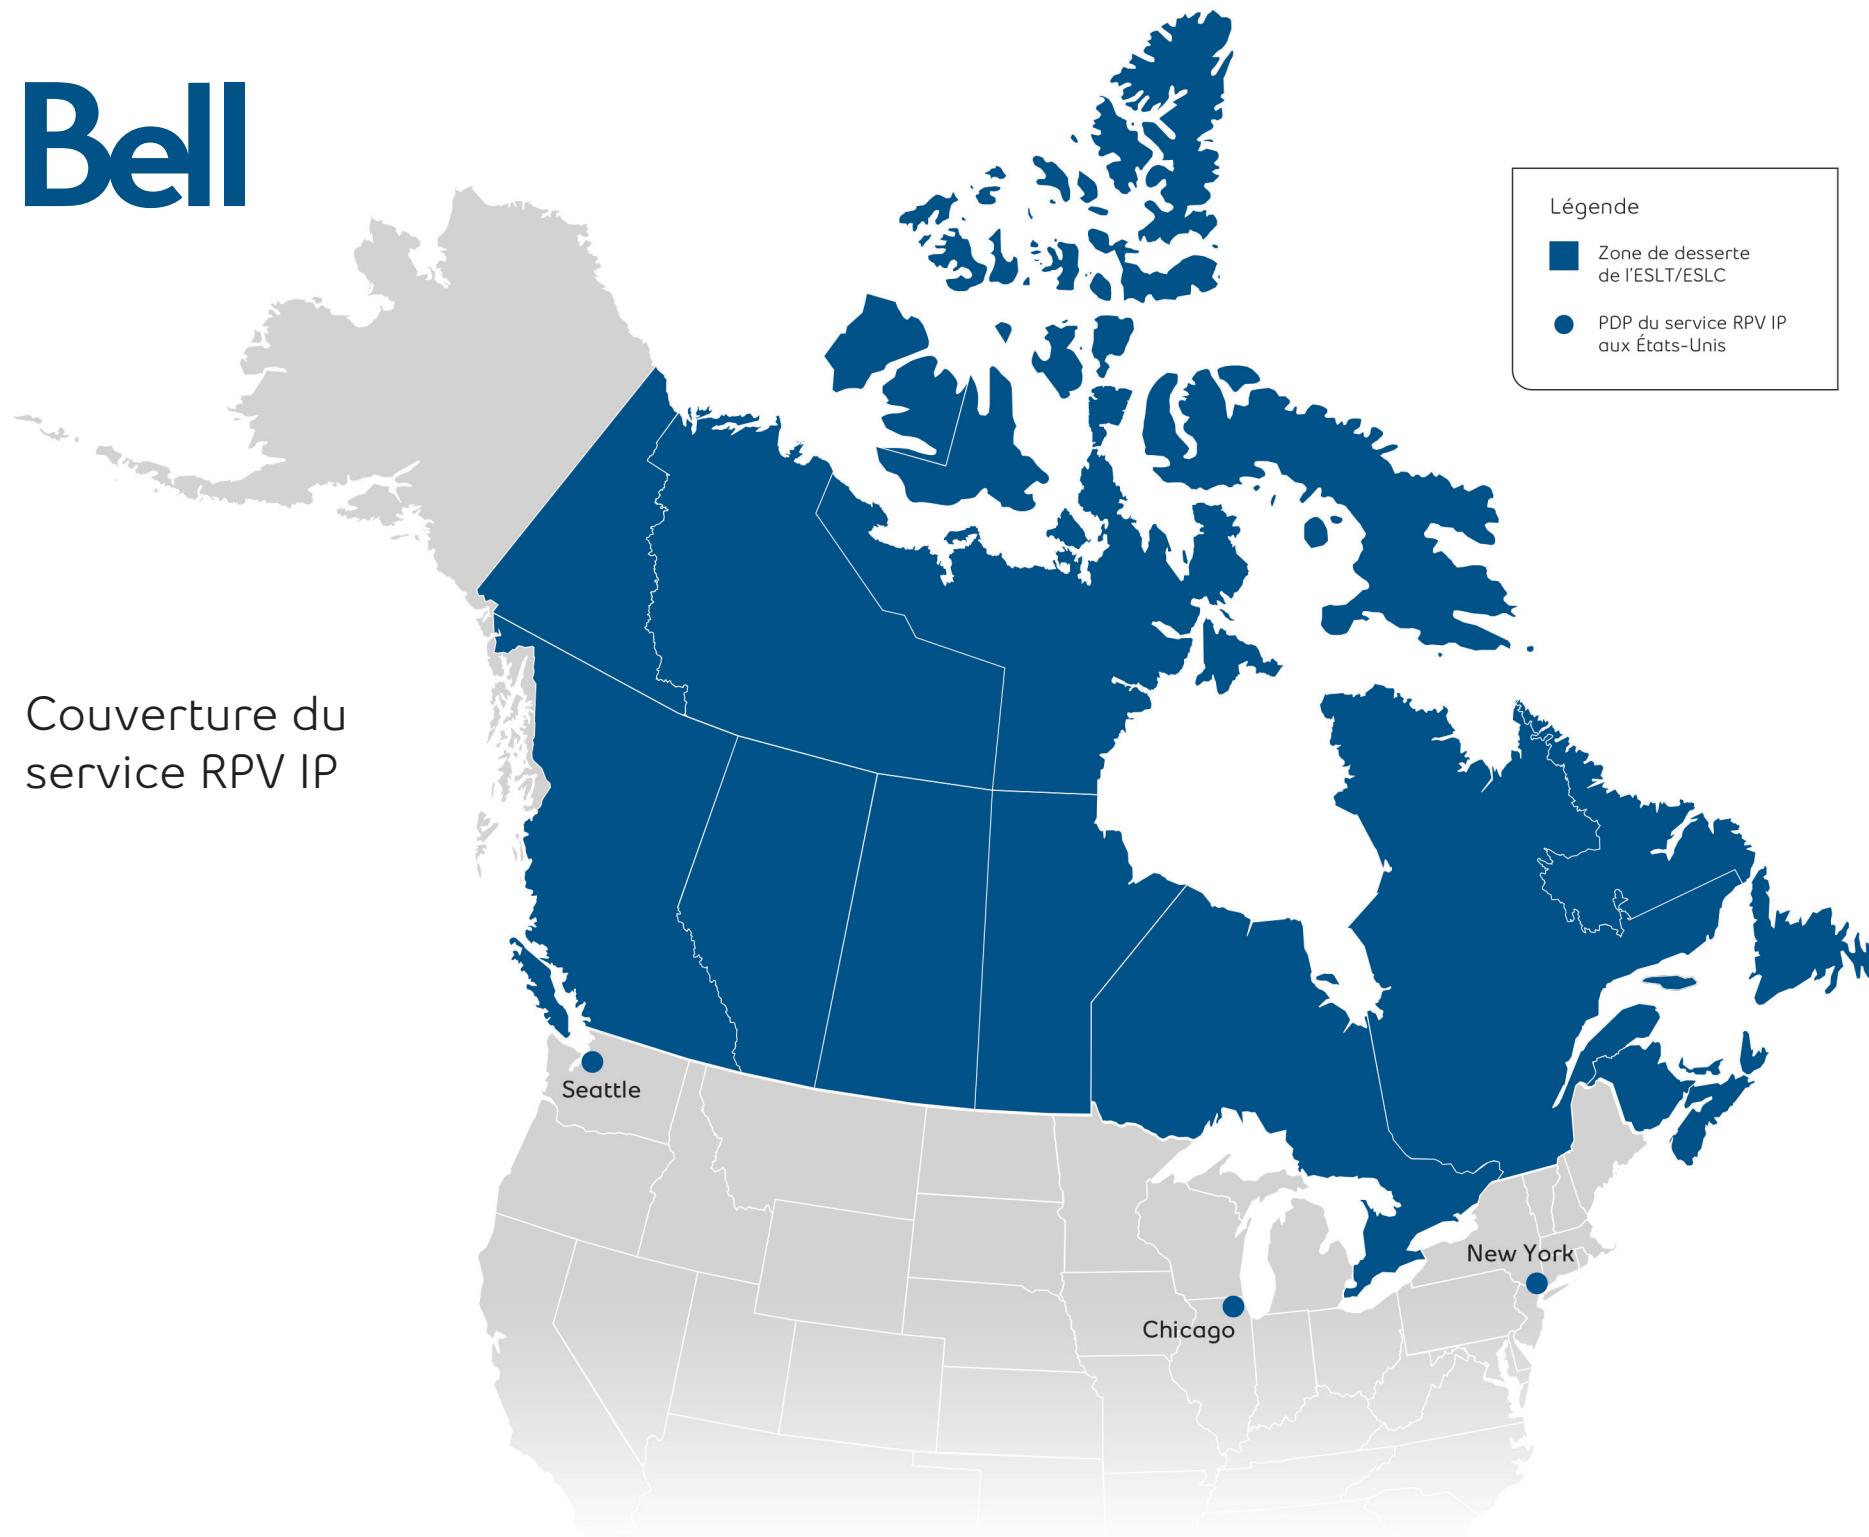 Bell
Légende
Zone de desserte
de l'ESLT/ESLC
PDP du service RPV IP
aux États-Unis
Couverture du
service RPV IP
Seattle
New York
Chicago